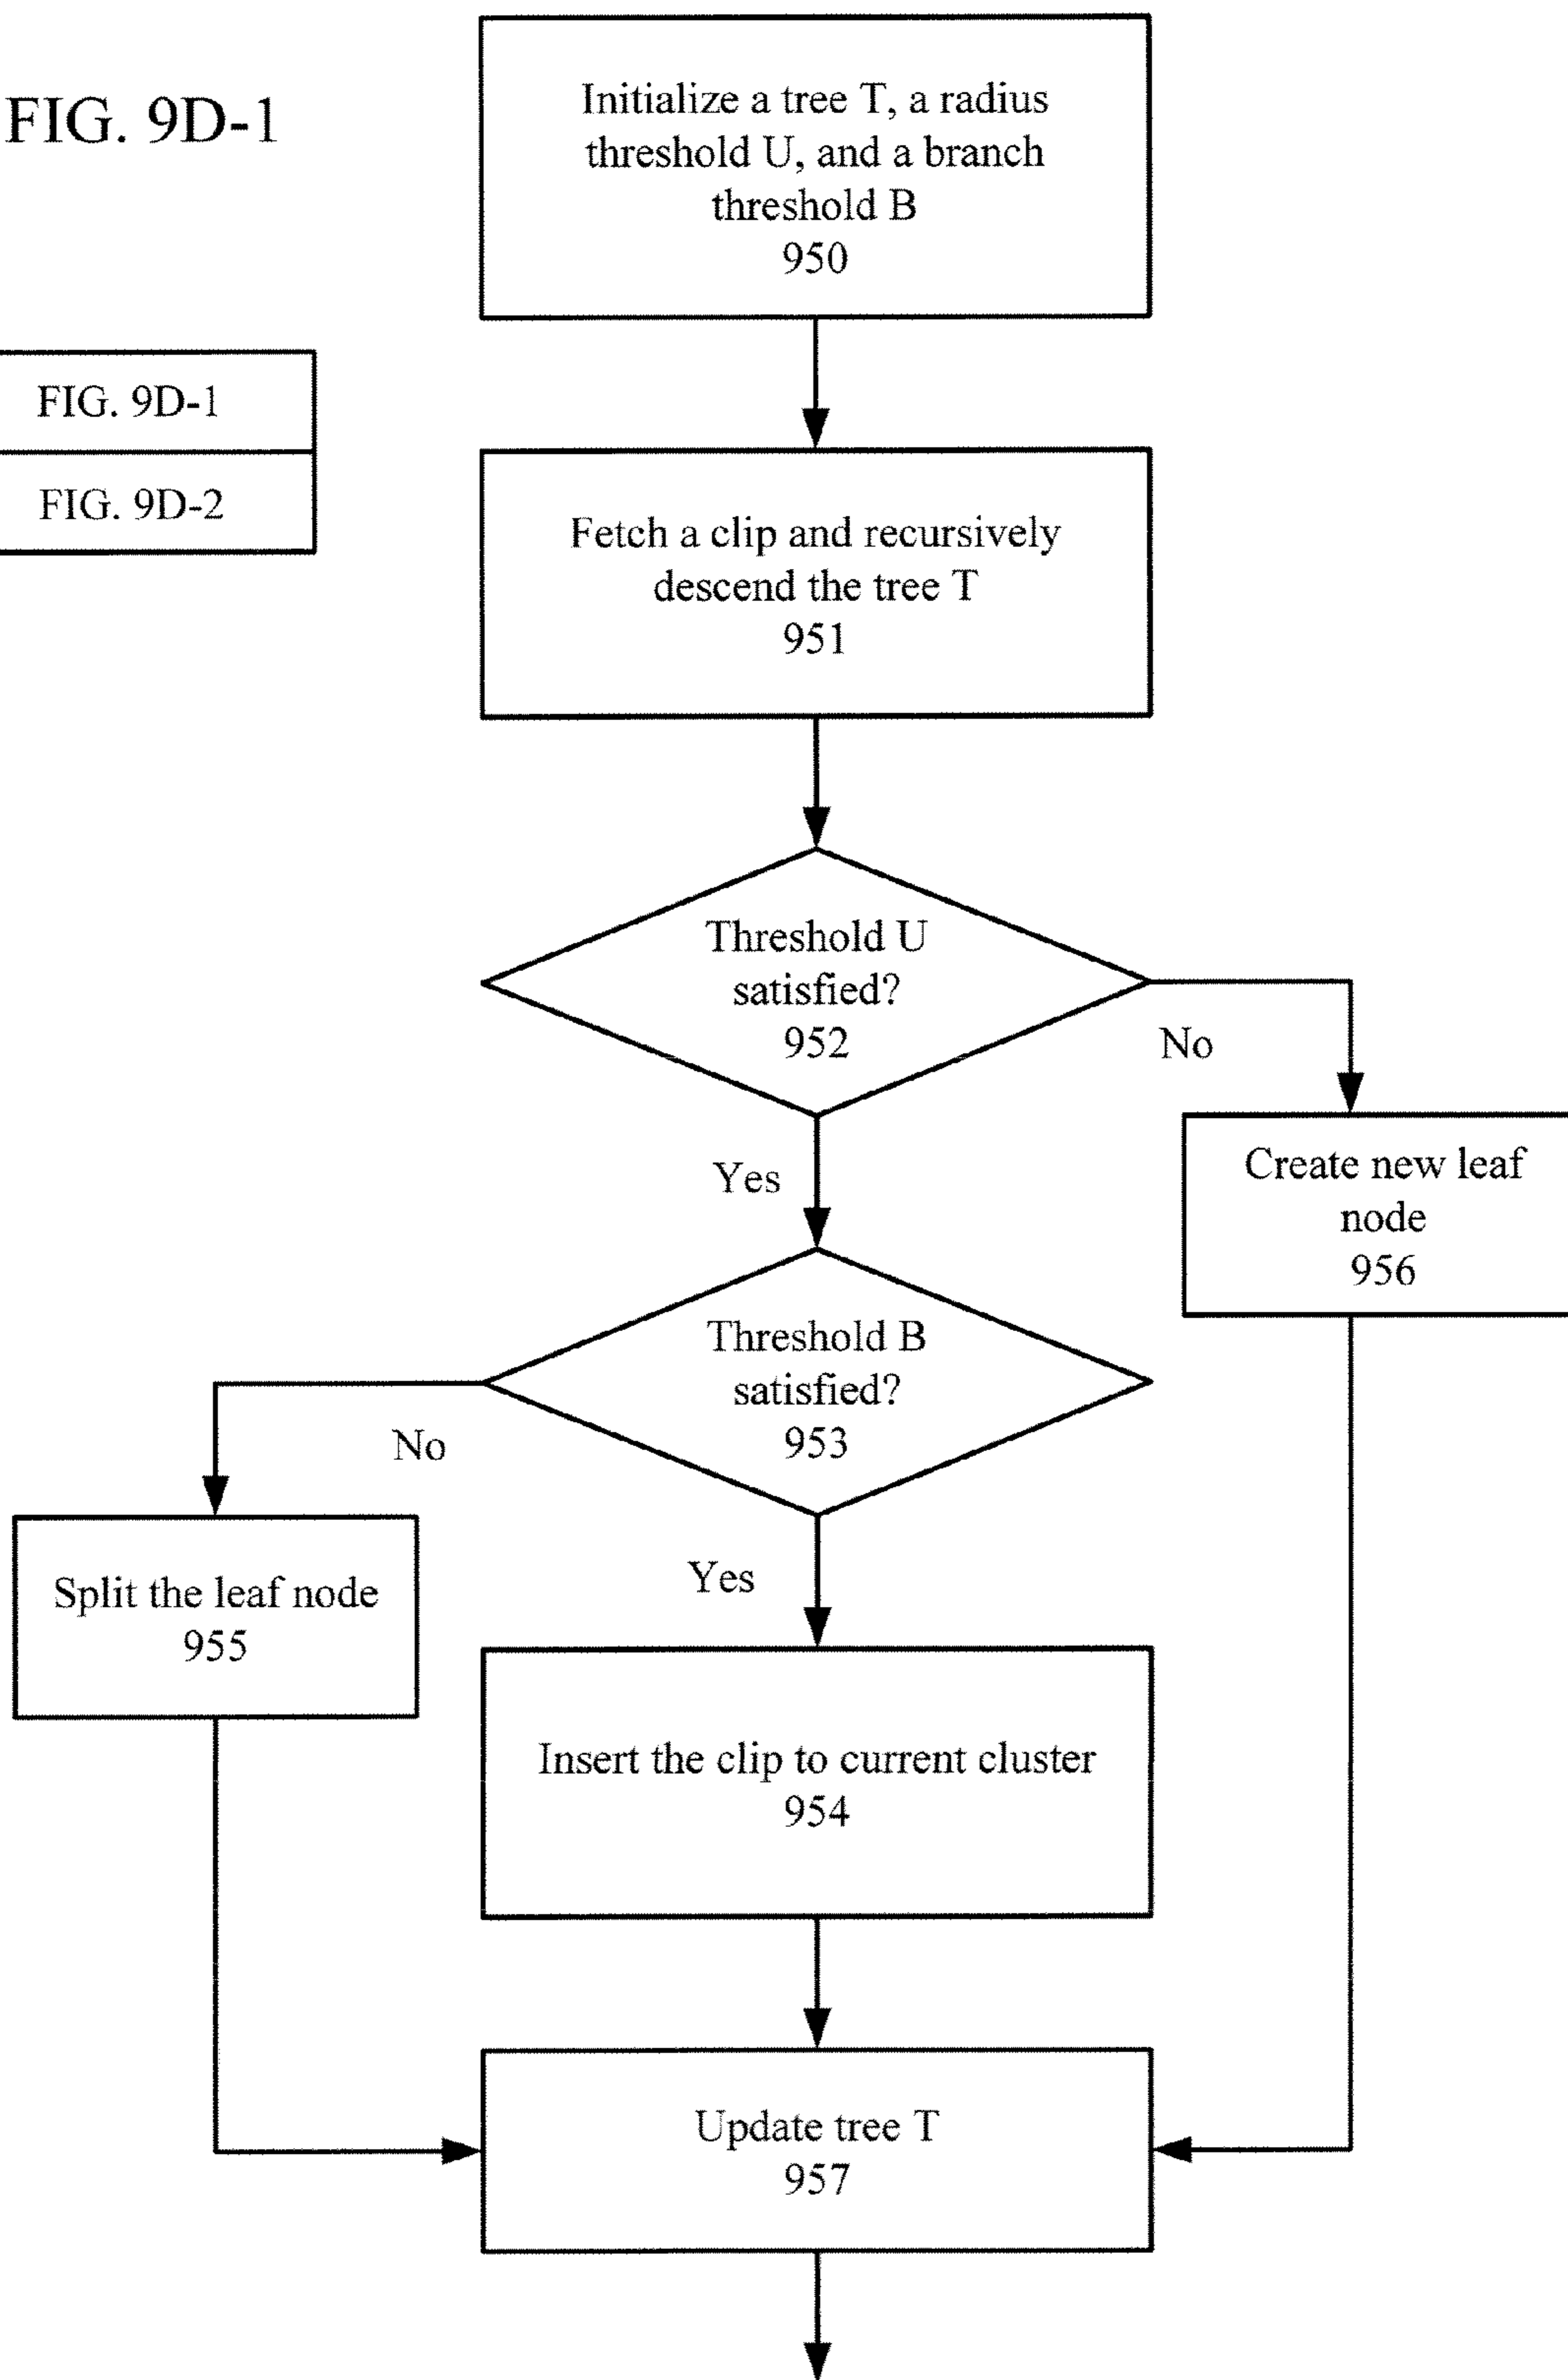 FIG. 9D-1
Initialize a tree T, a radius
threshold U, and a branch
threshold B
950
FIG. 9D-1
FIG. 9D-2
Fetch a clip and recursively
descend the tree T
951
Threshold U
satisfied?
952
No
Yes
Create new leaf
node
956
Threshold B
satisfied?
953
No
Yes
Split the leaf node
955
Insert the clip to current cluster
954
Update tree T
957